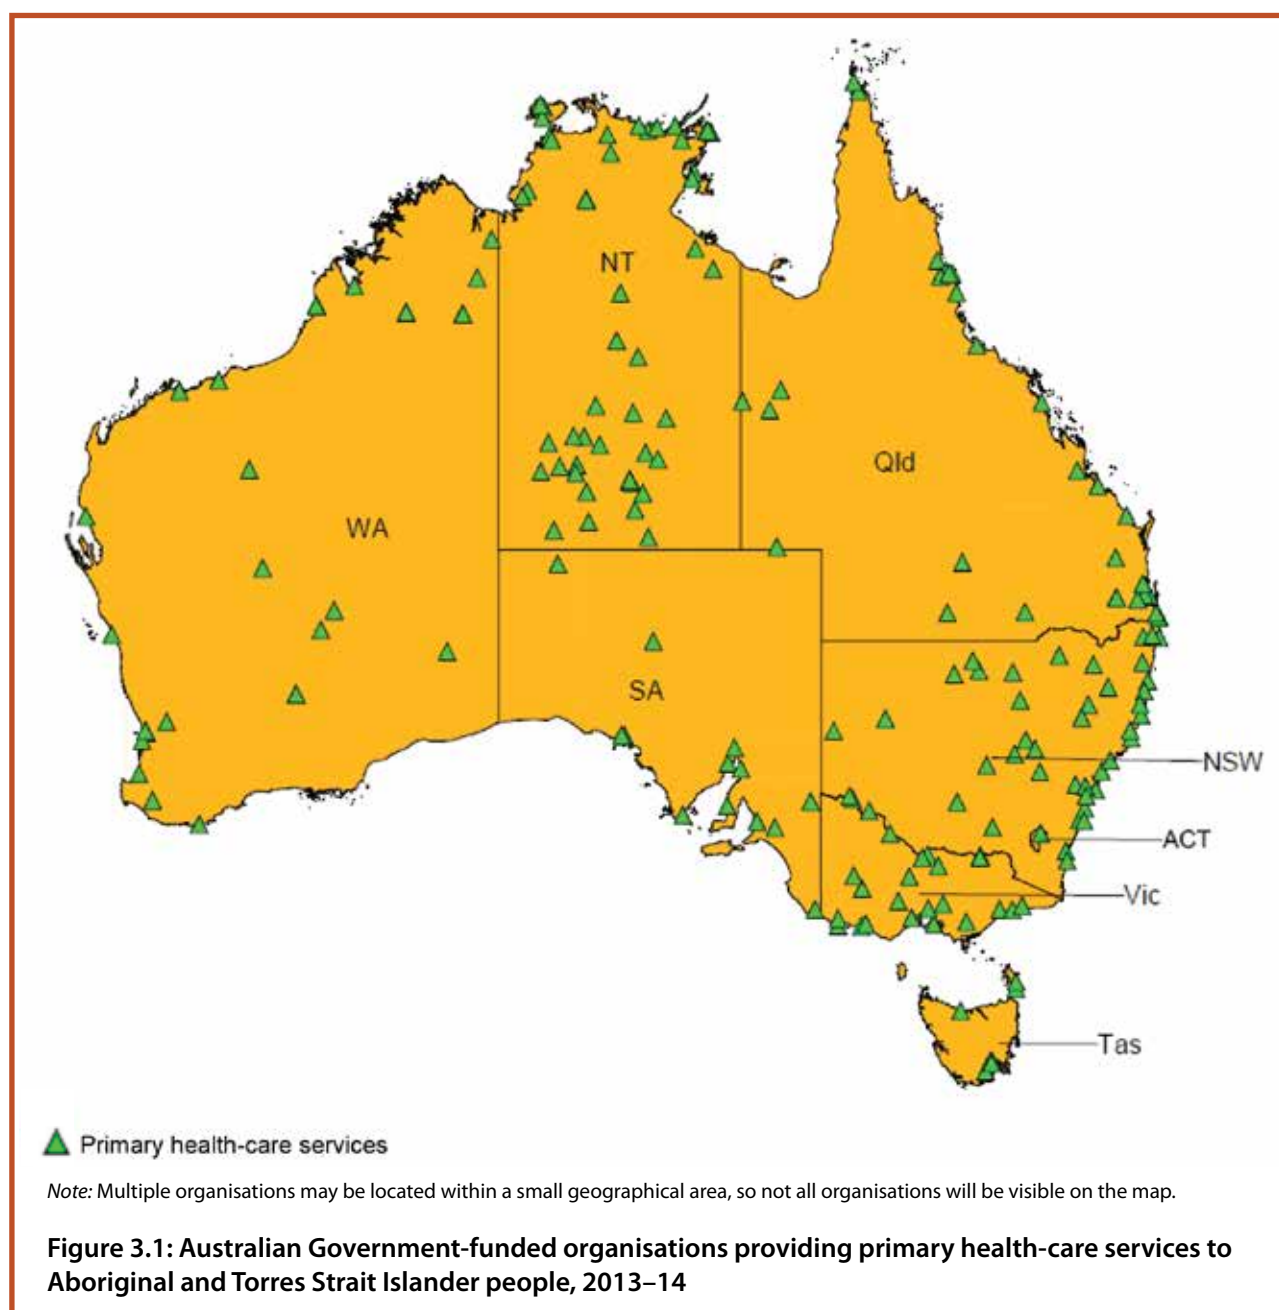 NT
Qld
WA
SA
NSW
ACT
Vic
Tas
Primary health-care services
Note: Multiple organisations may be located within a small geographical area, so not all organisations will be visible on the map.
Figure 3.1: Australian Government-funded organisations providing primary health-care services to
Aboriginal and Torres Strait Islander people, 2013–14